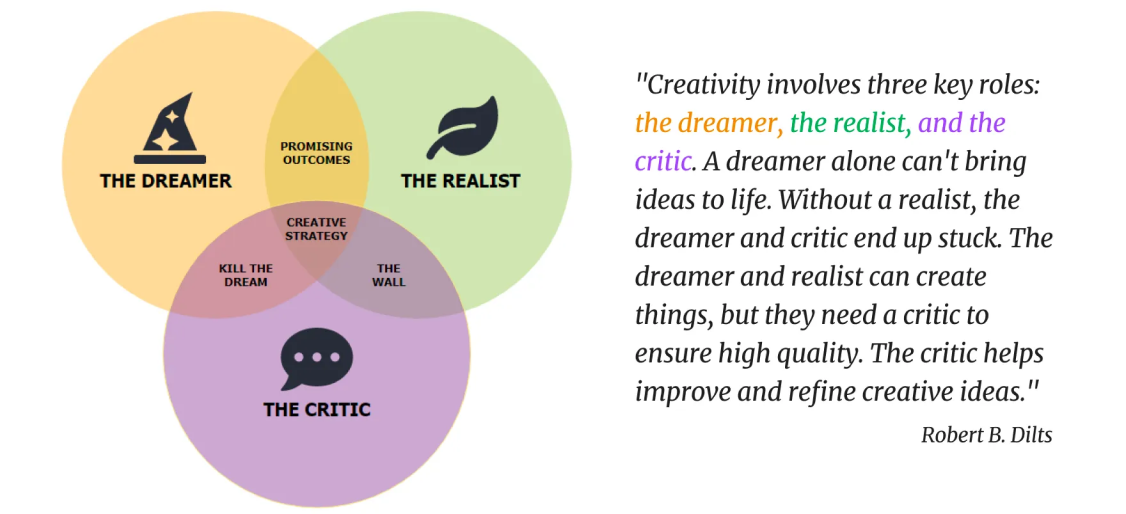 PROMISING
OUTCOMES
THE DREAMER
THE REALIST
CREATIVE
STRATEGY
KILL THE
DREAM
THE
WALL
THE CRITIC
"Creativity involves three key roles:
the dreamer, the realist, and the
critic. A dreamer alone can't bring
ideas to life. Without a realist, the
dreamer and critic end up stuck. The
dreamer and realist can create
things, but they need a critic to
ensure high quality. The critic helps
improve and refine creative ideas."
Robert B. Dilts